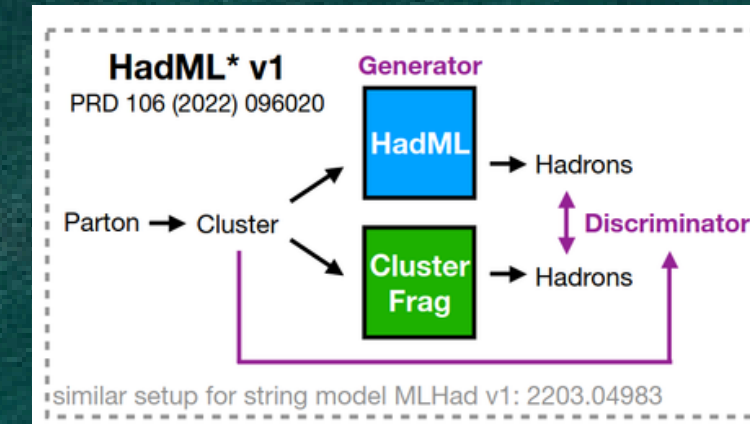 HadML* v1
PRD 106 (2022) 096020
Generator
HadML
Hadrons
Parton
Cluster
Discriminator
Cluster
Frag
Hadrons
similar setup for string model MLHad v1: 2203.04983